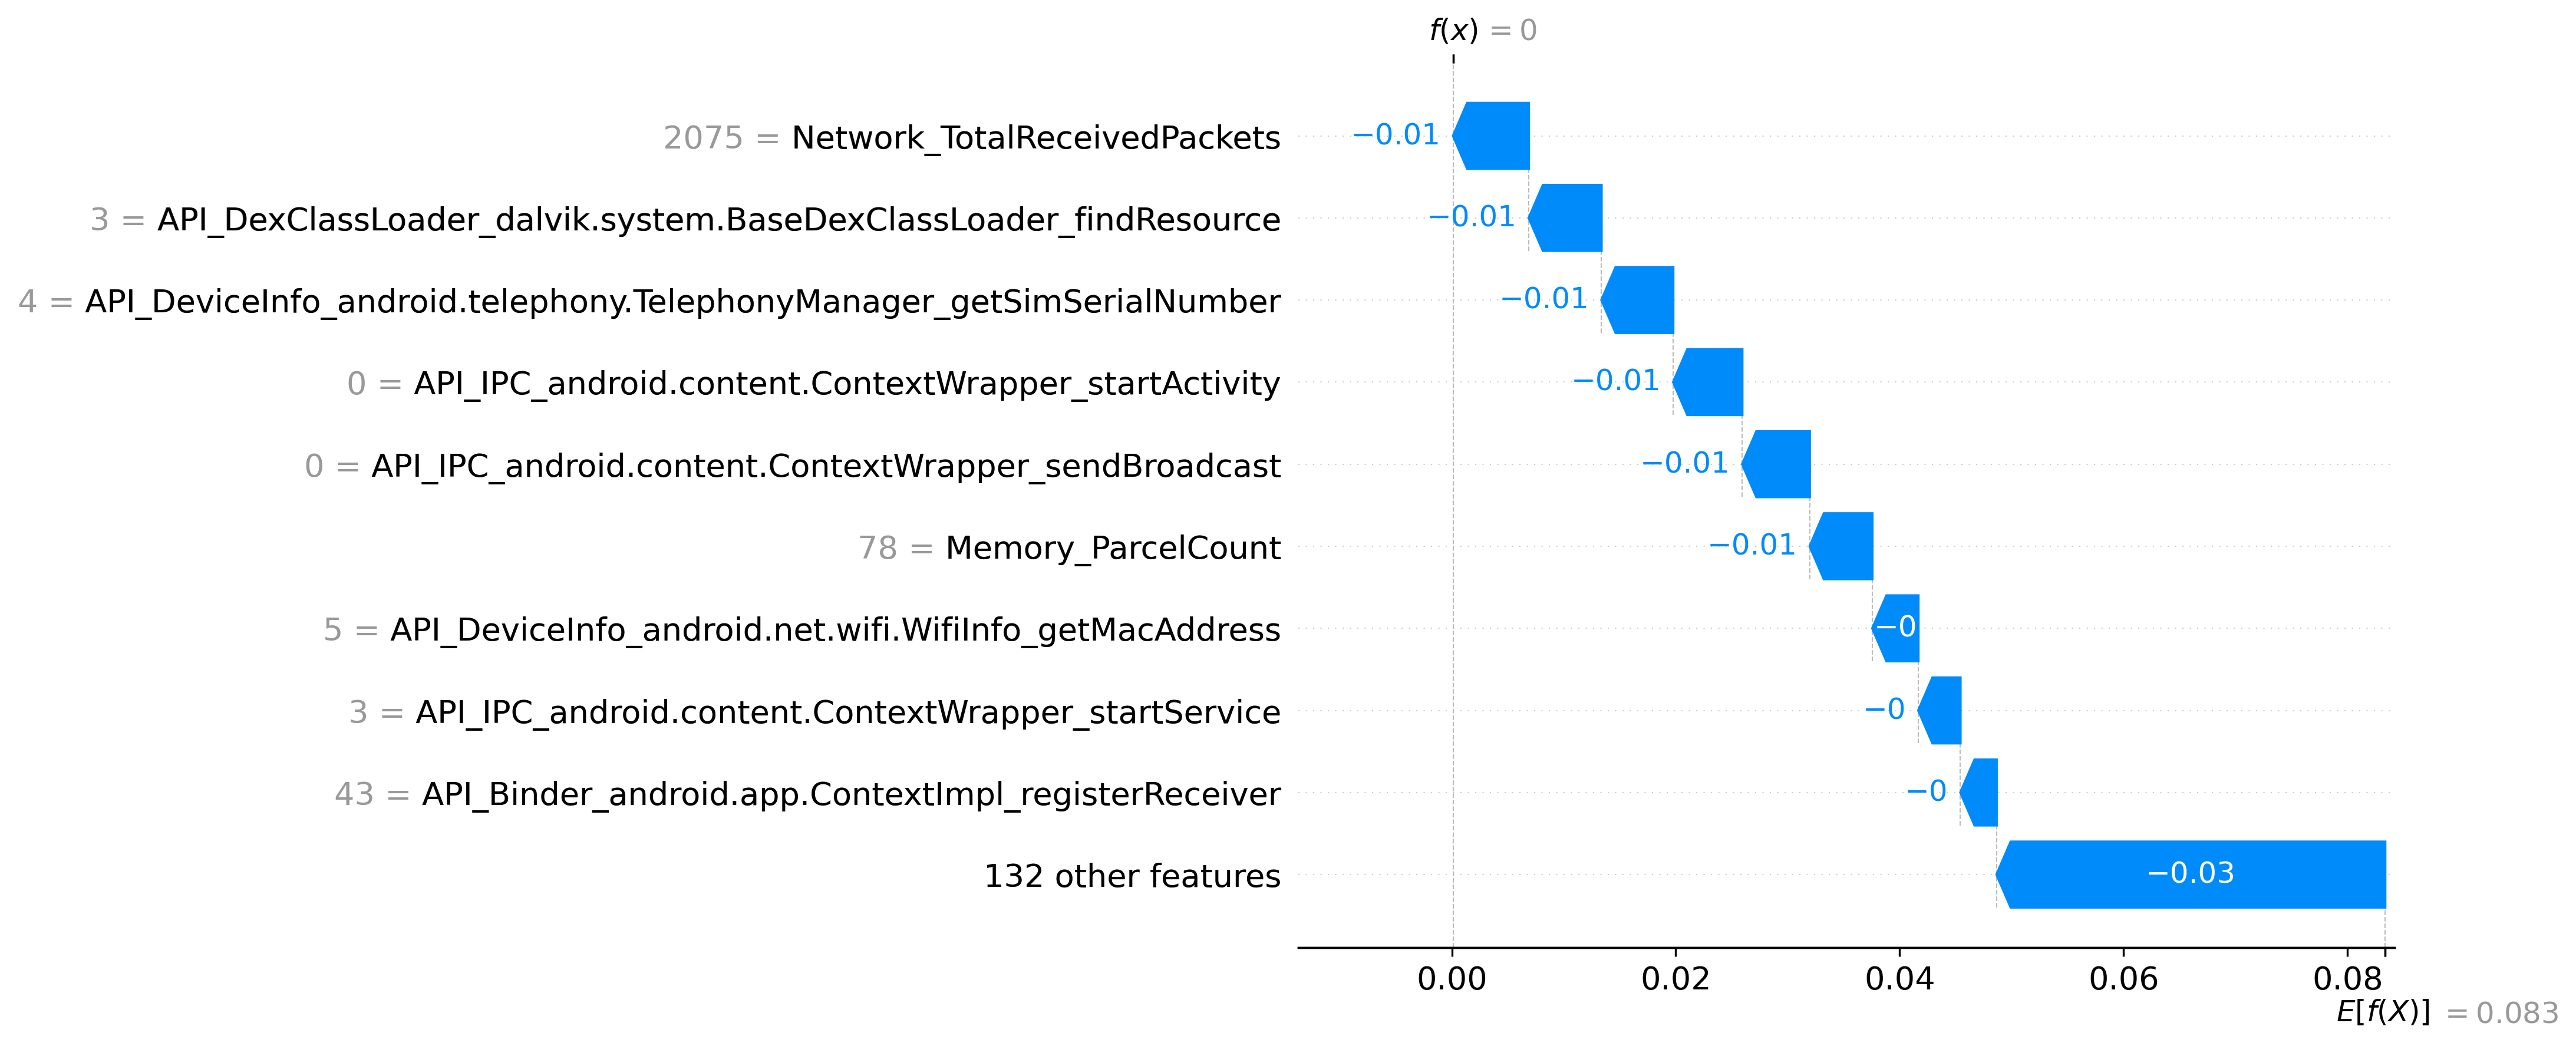 f(x) = 0
2075 = Network_TotalReceivedPackets
−0.01
3 = API_DexClassLoader_dalvik.system.BaseDexClassLoader_findResource
−0.01
4 = API_DeviceInfo_android.telephony.TelephonyManager_getSimSerialNumber
−0.01
0 = API_IPC_android.content.ContextWrapper_startActivity
−0.01
0 = API_IPC_android.content.ContextWrapper_sendBroadcast
−0.01
78 = Memory_ParcelCount
−0.01
5 = API_DeviceInfo_android.net.wifi.WifiInfo_getMacAddress
−0
3 = API_IPC_android.content.ContextWrapper_startService
−0
43 = API_Binder_android.app.ContextImpl_registerReceiver
−0
132 other features
−0.03
0.00 0.02 0.04 0.06 0.08
E[f(X)] = 0.083